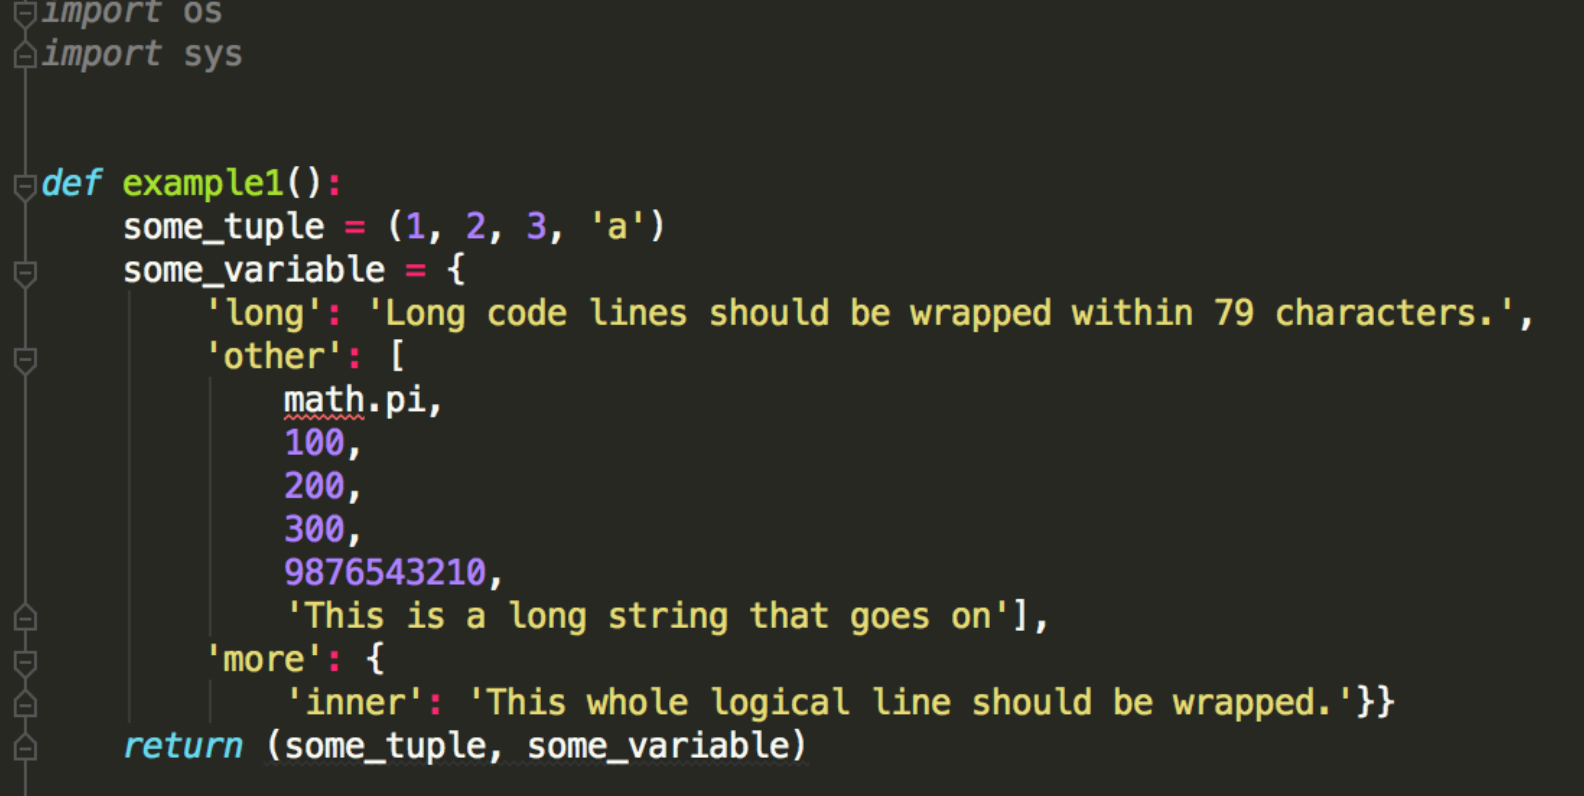 import os
import sys
def example1():
    some_tuple = (1, 2, 3, 'a')
    some_variable = {
        'long': 'Long code lines should be wrapped within 79 characters.',
        'other': [
            math.pi,
            100,
            200,
            300,
            9876543210,
            'This is a long string that goes on'],
        'more': {
            'inner': 'This whole logical line should be wrapped.'}}
    return (some_tuple, some_variable)